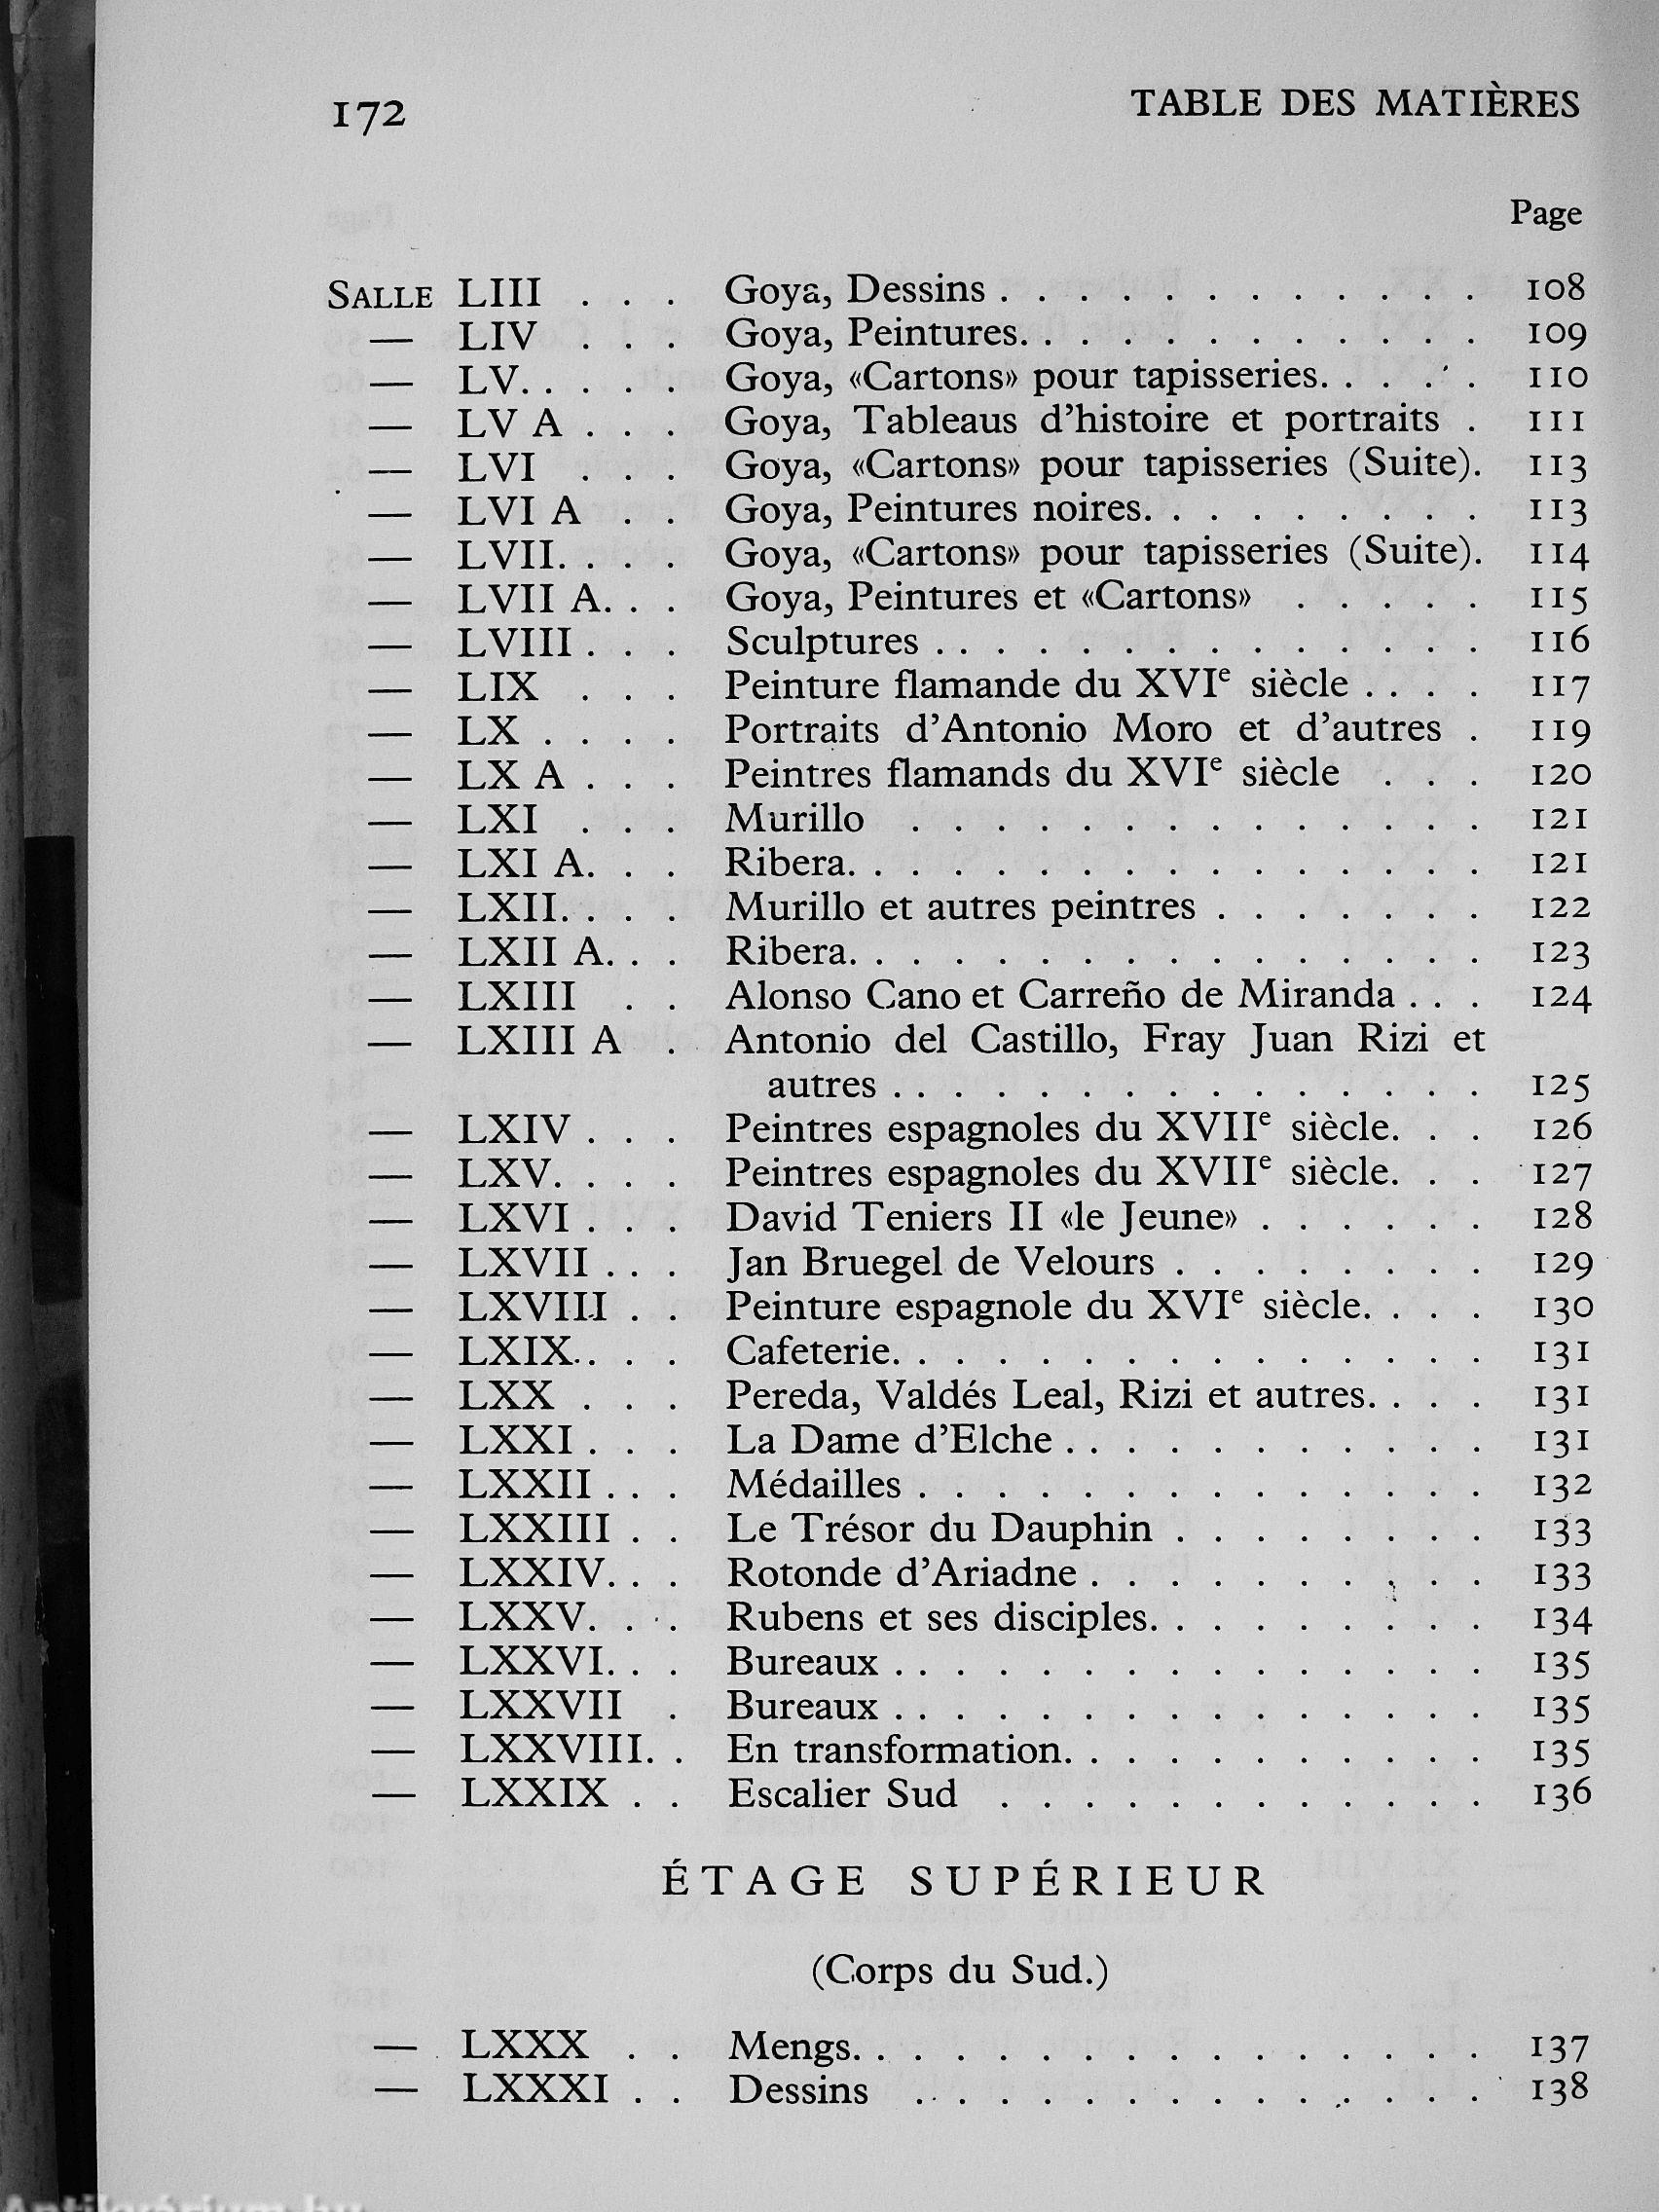 172 TABLE DES MATIÈRES
Page
SALLE LIII . . . Goya, Dessins . . . . . . . . . . . . 108
— LIV . . . Goya, Peintures. . . . . . . . . . . . 109
— LV. . . . . Goya, «Cartons» pour tapisseries. . . . . 110
— LV A . . . Goya, Tableaus d'histoire et portraits . 111
— LVI . . . Goya, «Cartons» pour tapisseries (Suite). 113
— LVI A . . Goya, Peintures noires. . . . . . . . . 113
— LVII. . . . Goya, «Cartons» pour tapisseries (Suite). 114
— LVII A. . . Goya, Peintures et «Cartons» . . . . . 115
— LVIII . . . Sculptures . . . . . . . . . . . . . . 116
— LIX . . . Peinture flamande du XVIe siècle . . . . 117
— LX . . . . Portraits d'Antonio Moro et d'autres . 119
— LX A . . . Peintres flamands du XVIe siècle . . . 120
— LXI . . . Murillo . . . . . . . . . . . . . . 121
— LXI A. . . Ribera. . . . . . . . . . . . . . . . 121
— LXII. . . . Murillo et autres peintres . . . . . . . 122
— LXII A. . . Ribera. . . . . . . . . . . . . . . . 123
— LXIII . . Alonso Cano et Carreño de Miranda . . . 124
— LXIII A . Antonio del Castillo, Fray Juan Rizi et
autres . . . . . . . . . . . . . . . 125
— LXIV . . . Peintres espagnoles du XVIIe siècle. . . 126
— LXV. . . . Peintres espagnoles du XVIIe siècle. . . 127
— LXVI . . . David Teniers II «le Jeune» . . . . . . 128
— LXVII . . . Jan Bruegel de Velours . . . . . . . . 129
— LXVIII . . Peinture espagnole du XVIe siècle. . . . 130
— LXIX. . . . Cafeterie. . . . . . . . . . . . . . . 131
— LXX . . . Pereda, Valdés Leal, Rizi et autres. . . . 131
— LXXI . . . La Dame d'Elche . . . . . . . . . . . 131
— LXXII . . . Médailles . . . . . . . . . . . . . . 132
— LXXIII . . Le Trésor du Dauphin . . . . . . . . 133
— LXXIV. . . Rotonde d'Ariadne . . . . . . . . . . 133
— LXXV. . . Rubens et ses disciples. . . . . . . . . 134
— LXXVI. . . Bureaux . . . . . . . . . . . . . . . 135
— LXXVII . Bureaux . . . . . . . . . . . . . . . 135
— LXXVIII. . En transformation. . . . . . . . . . . 135
— LXXIX . . Escalier Sud . . . . . . . . . . . . 136
ÉTAGE SUPÉRIEUR
(Corps du Sud.)
— LXXX . . Mengs. . . . . . . . . . . . . . . . 137
— LXXXI . . Dessins . . . . . . . . . . . . . . 138